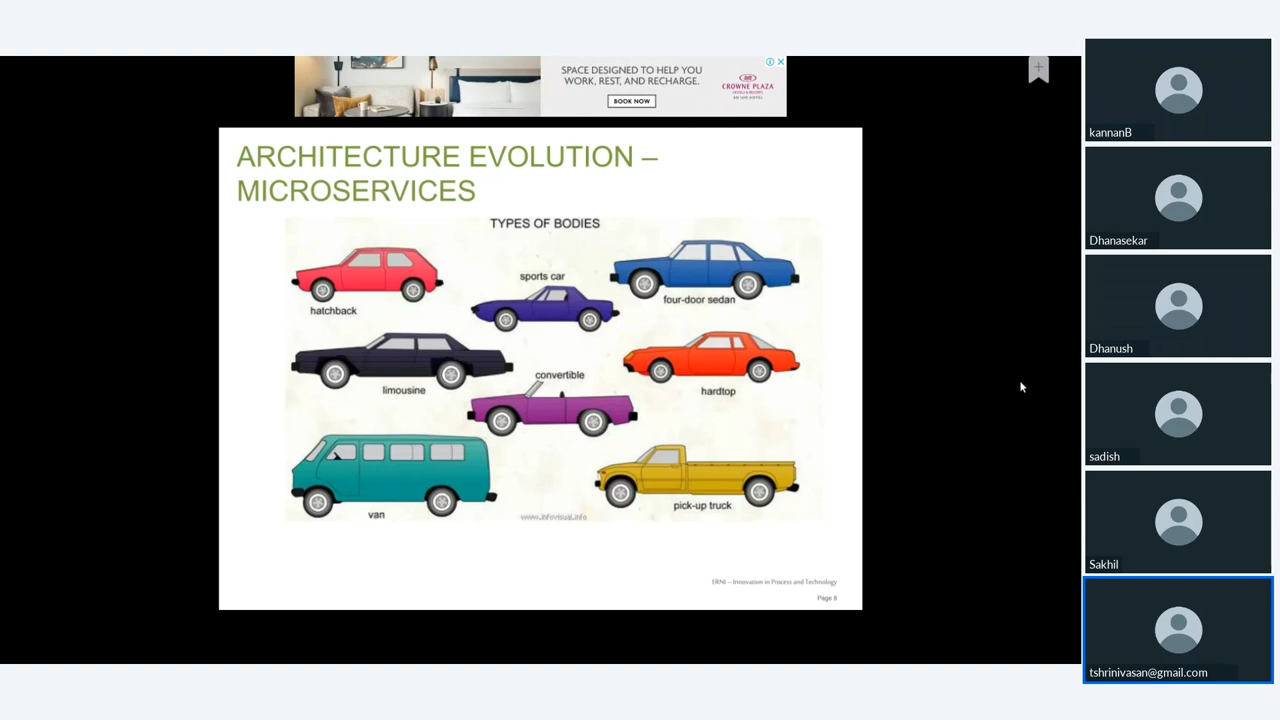 SPACE DESIGNED TO HELP YOU
WORK, REST, AND RECHARGE.
BOOK NOW
CROWNE PLAZA
ARCHITECTURE EVOLUTION –
MICROSERVICES
TYPES OF BODIES
hatchback
sports car
four-door sedan
limousine
convertible
hardtop
van
pick-up truck
www.infovisual.info
ERNI – Innovation in Process and Technology
Page 8
kannanB
Dhanasekar
Dhanush
sadish
Sakhil
tshrinivasan@gmail.com